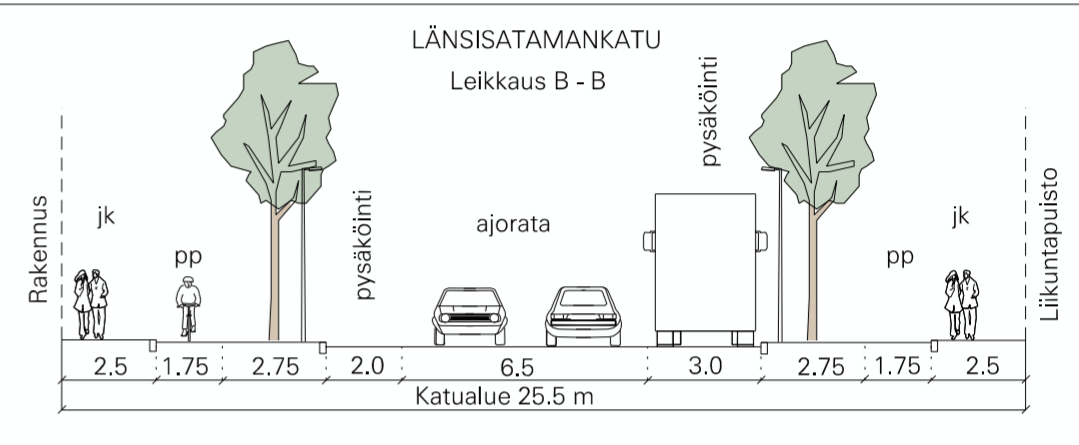 LÄNSISATAMANKATU
Leikkaus B - B
Rakennus
jk
pp
pysäköinti
ajorata
pysäköinti
pp
jk
Liikuntapuisto
2.5 1.75 2.75 2.0 6.5 3.0 2.75 1.75 2.5
Katualue 25.5 m